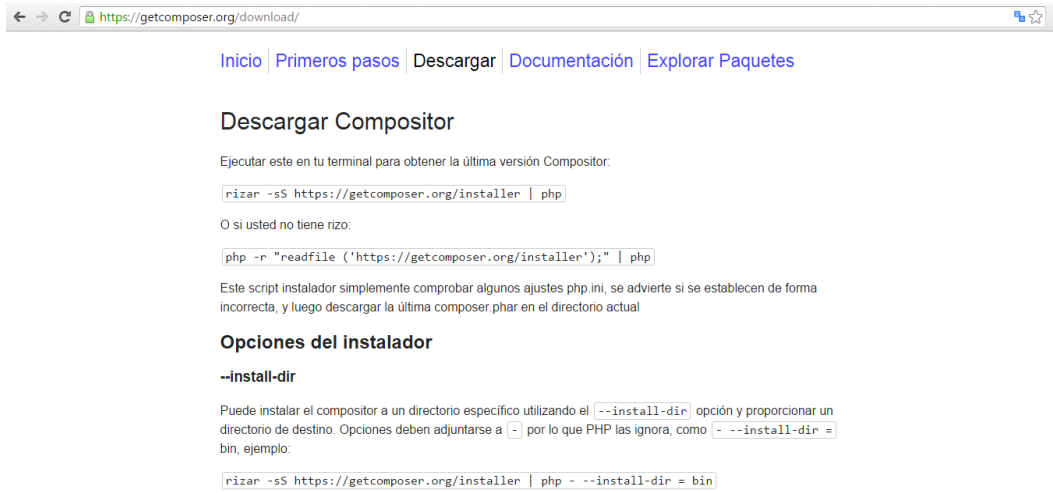 https://getcomposer.org/download/
Inicio Primeros pasos Descargar Documentación Explorar Paquetes
Descargar Compositor
Ejecutar este en tu terminal para obtener la última versión Compositor:
rizar -sS https://getcomposer.org/installer | php
O si usted no tiene rizo:
php -r "readfile ('https://getcomposer.org/installer');" | php
Este script instalador simplemente comprobar algunos ajustes php.ini, se advierte si se establecen de forma
incorrecta, y luego descargar la última composer.phar en el directorio actual
Opciones del instalador
--install-dir
Puede instalar el compositor a un directorio específico utilizando el --install-dir opción y proporcionar un
directorio de destino. Opciones deben adjuntarse a - por lo que PHP las ignora, como - --install-dir =
bin, ejemplo:
rizar -sS https://getcomposer.org/installer | php - --install-dir = bin